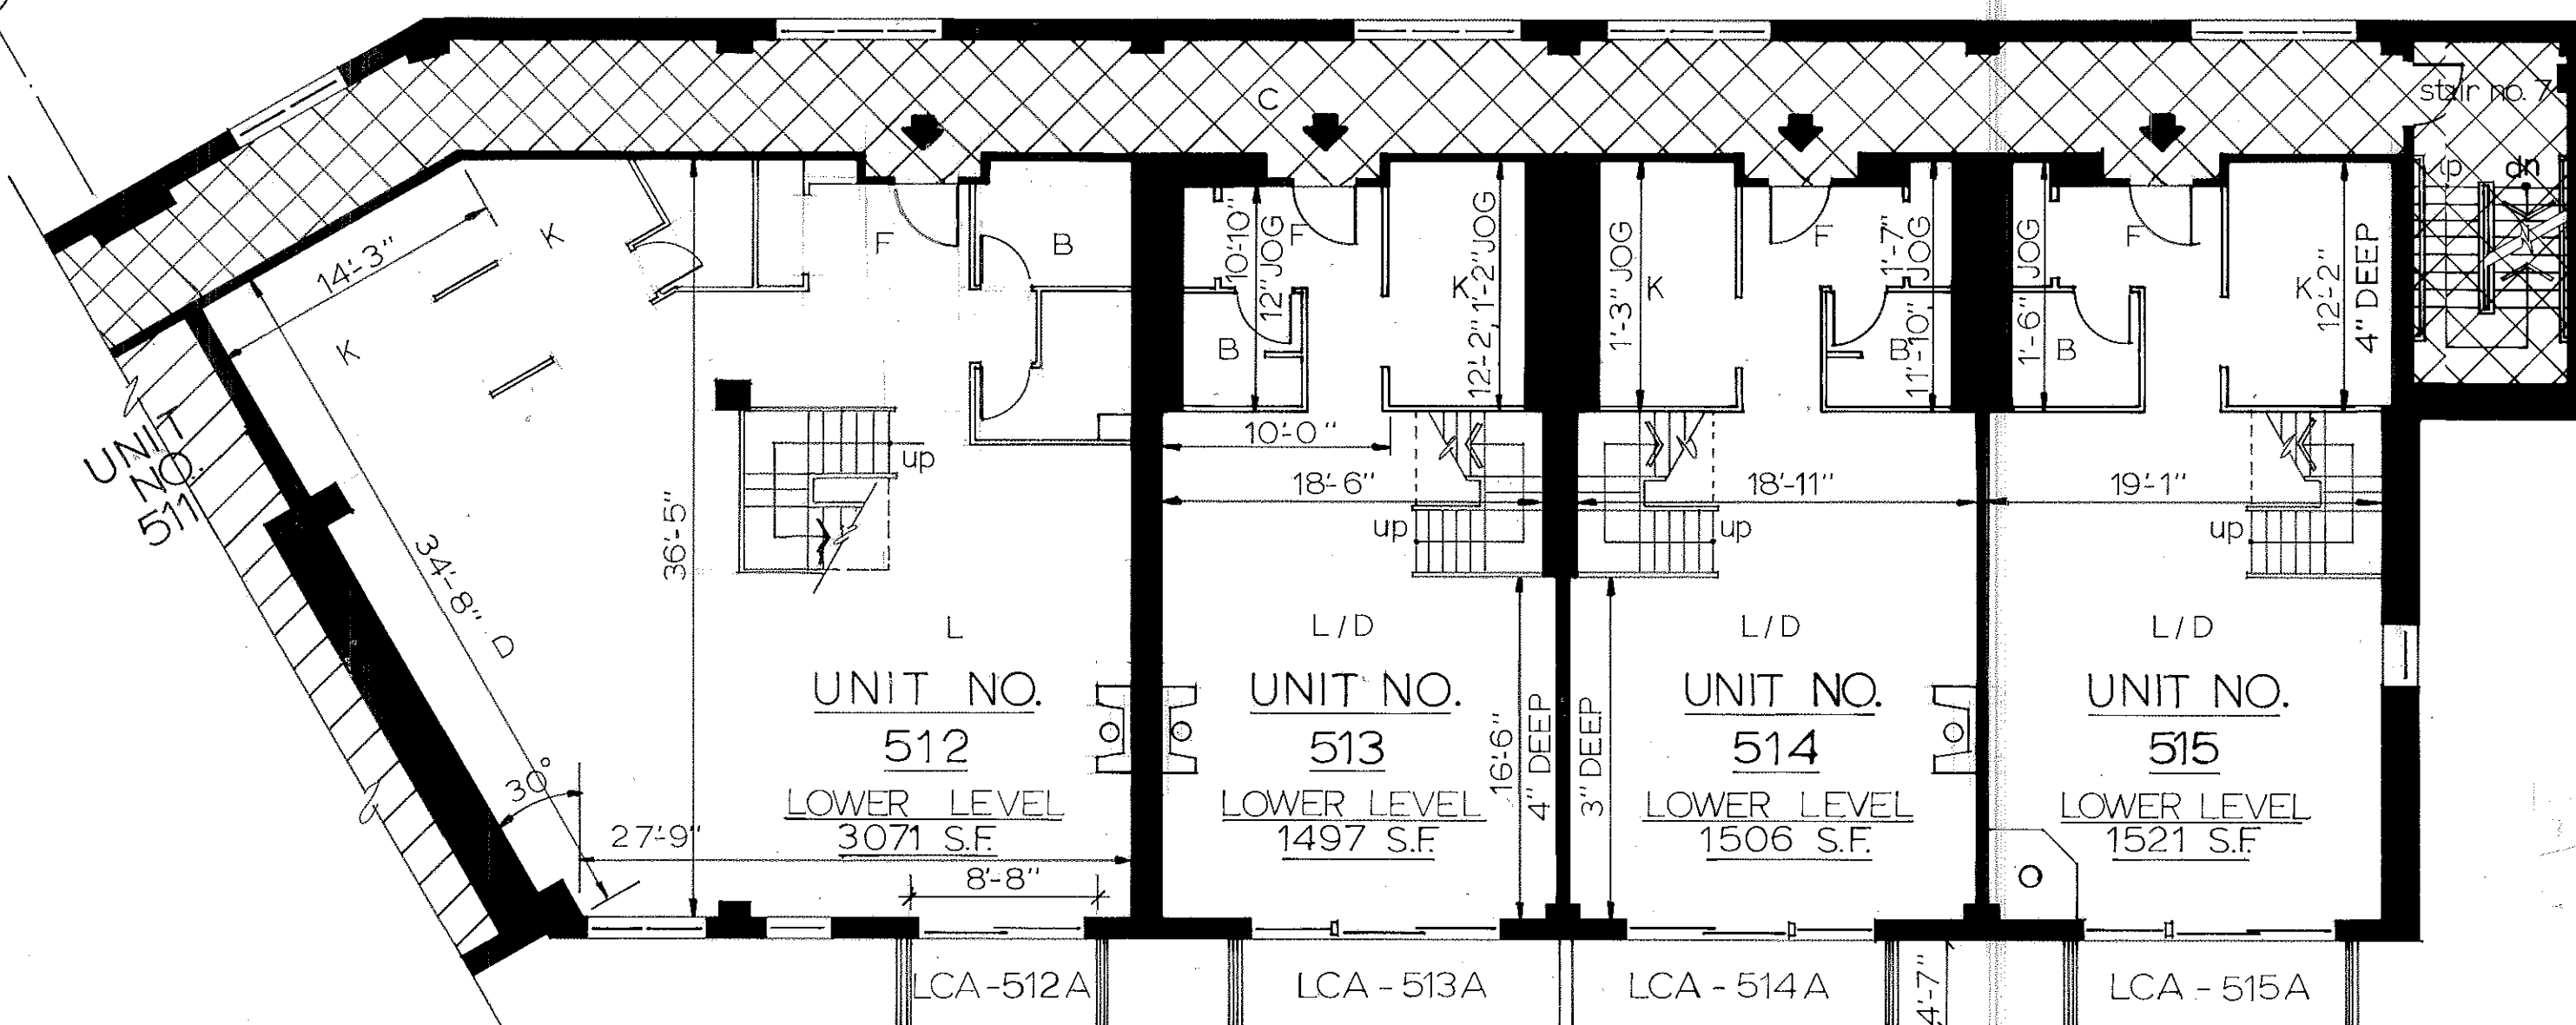 C
stair no. 7
up
dn
14'-3"
K
K
F
B
10'-10"
12" JOG
F
B
K
12'-2", 1'-2" JOG
1'-3" JOG
K
F
1'-7"
JOG
11'-10",
B
1'-6" JOG
F
B
K
12'-2"
4" DEEP
UNIT
NO.
511
34'-8"
D
30°
36'-5"
up
10'-0"
18'-6"
18'-11"
19'-1"
up
up
up
L
L/D
L/D
L/D
UNIT NO.
512
LOWER LEVEL
3071 S.F.
27'-9"
8'-8"
UNIT NO.
513
LOWER LEVEL
1497 S.F.
16'-6"
4" DEEP
3" DEEP
UNIT NO.
514
LOWER LEVEL
1506 S.F.
UNIT NO.
515
LOWER LEVEL
1521 S.F.
LCA-512A
LCA - 513A
LCA - 514A
4'-7"
LCA - 515A